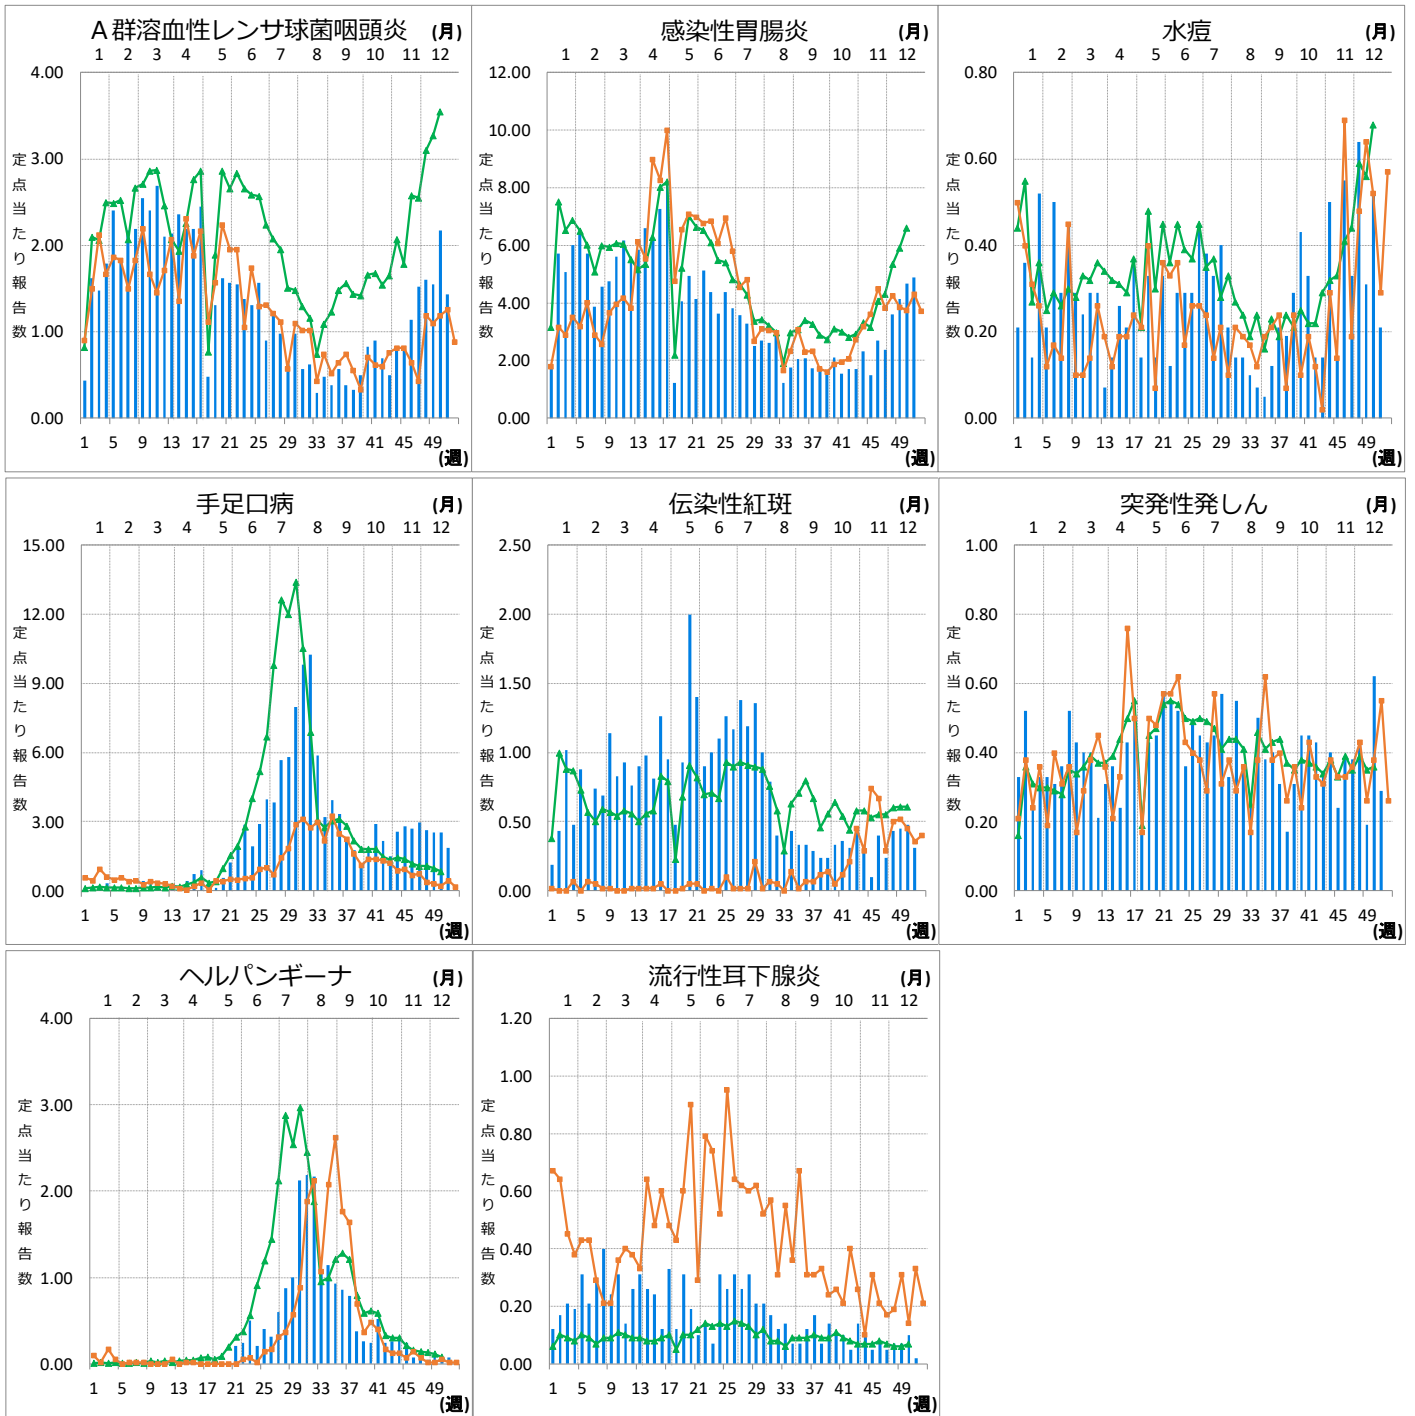 A群溶血性レンサ球菌咽頭炎 (月)
1 2 3 4 5 6 7 8 9 10 11 12
4.00
3.00
2.00
1.00
0.00
定点当たり報告数
1 5 9 13 17 21 25 29 33 37 41 45 49
(週)
感染性胃腸炎 (月)
1 2 3 4 5 6 7 8 9 10 11 12
12.00
10.00
8.00
6.00
4.00
2.00
0.00
定点当たり報告数
1 5 9 13 17 21 25 29 33 37 41 45 49
(週)
水痘 (月)
1 2 3 4 5 6 7 8 9 10 11 12
0.80
0.60
0.40
0.20
0.00
定点当たり報告数
1 5 9 13 17 21 25 29 33 37 41 45 49
(週)
手足口病 (月)
1 2 3 4 5 6 7 8 9 10 11 12
15.00
12.00
9.00
6.00
3.00
0.00
定点当たり報告数
1 5 9 13 17 21 25 29 33 37 41 45 49
(週)
伝染性紅斑 (月)
1 2 3 4 5 6 7 8 9 10 11 12
2.50
2.00
1.50
1.00
0.50
0.00
定点当たり報告数
1 5 9 13 17 21 25 29 33 37 41 45 49
(週)
突発性発しん (月)
1 2 3 4 5 6 7 8 9 10 11 12
1.00
0.80
0.60
0.40
0.20
0.00
定点当たり報告数
1 5 9 13 17 21 25 29 33 37 41 45 49
(週)
ヘルパンギーナ (月)
1 2 3 4 5 6 7 8 9 10 11 12
4.00
3.00
2.00
1.00
0.00
定点当たり報告数
1 5 9 13 17 21 25 29 33 37 41 45 49
(週)
流行性耳下腺炎 (月)
1 2 3 4 5 6 7 8 9 10 11 12
1.20
1.00
0.80
0.60
0.40
0.20
0.00
定点当たり報告数
1 5 9 13 17 21 25 29 33 37 41 45 49
(週)